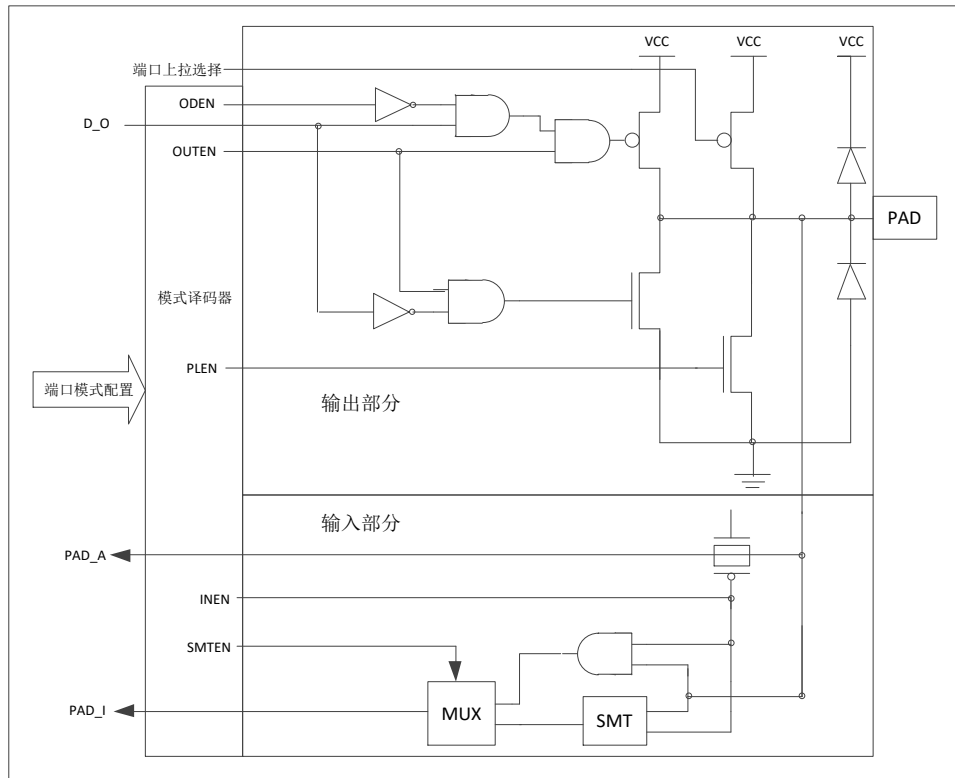 VCC VCC VCC
端口上拉选择
ODEN
D_O
OUTEN
PAD
模式译码器
PLEN
端口模式配置
输出部分
输入部分
PAD_A
INEN
SMTEN
MUX
SMT
PAD_I